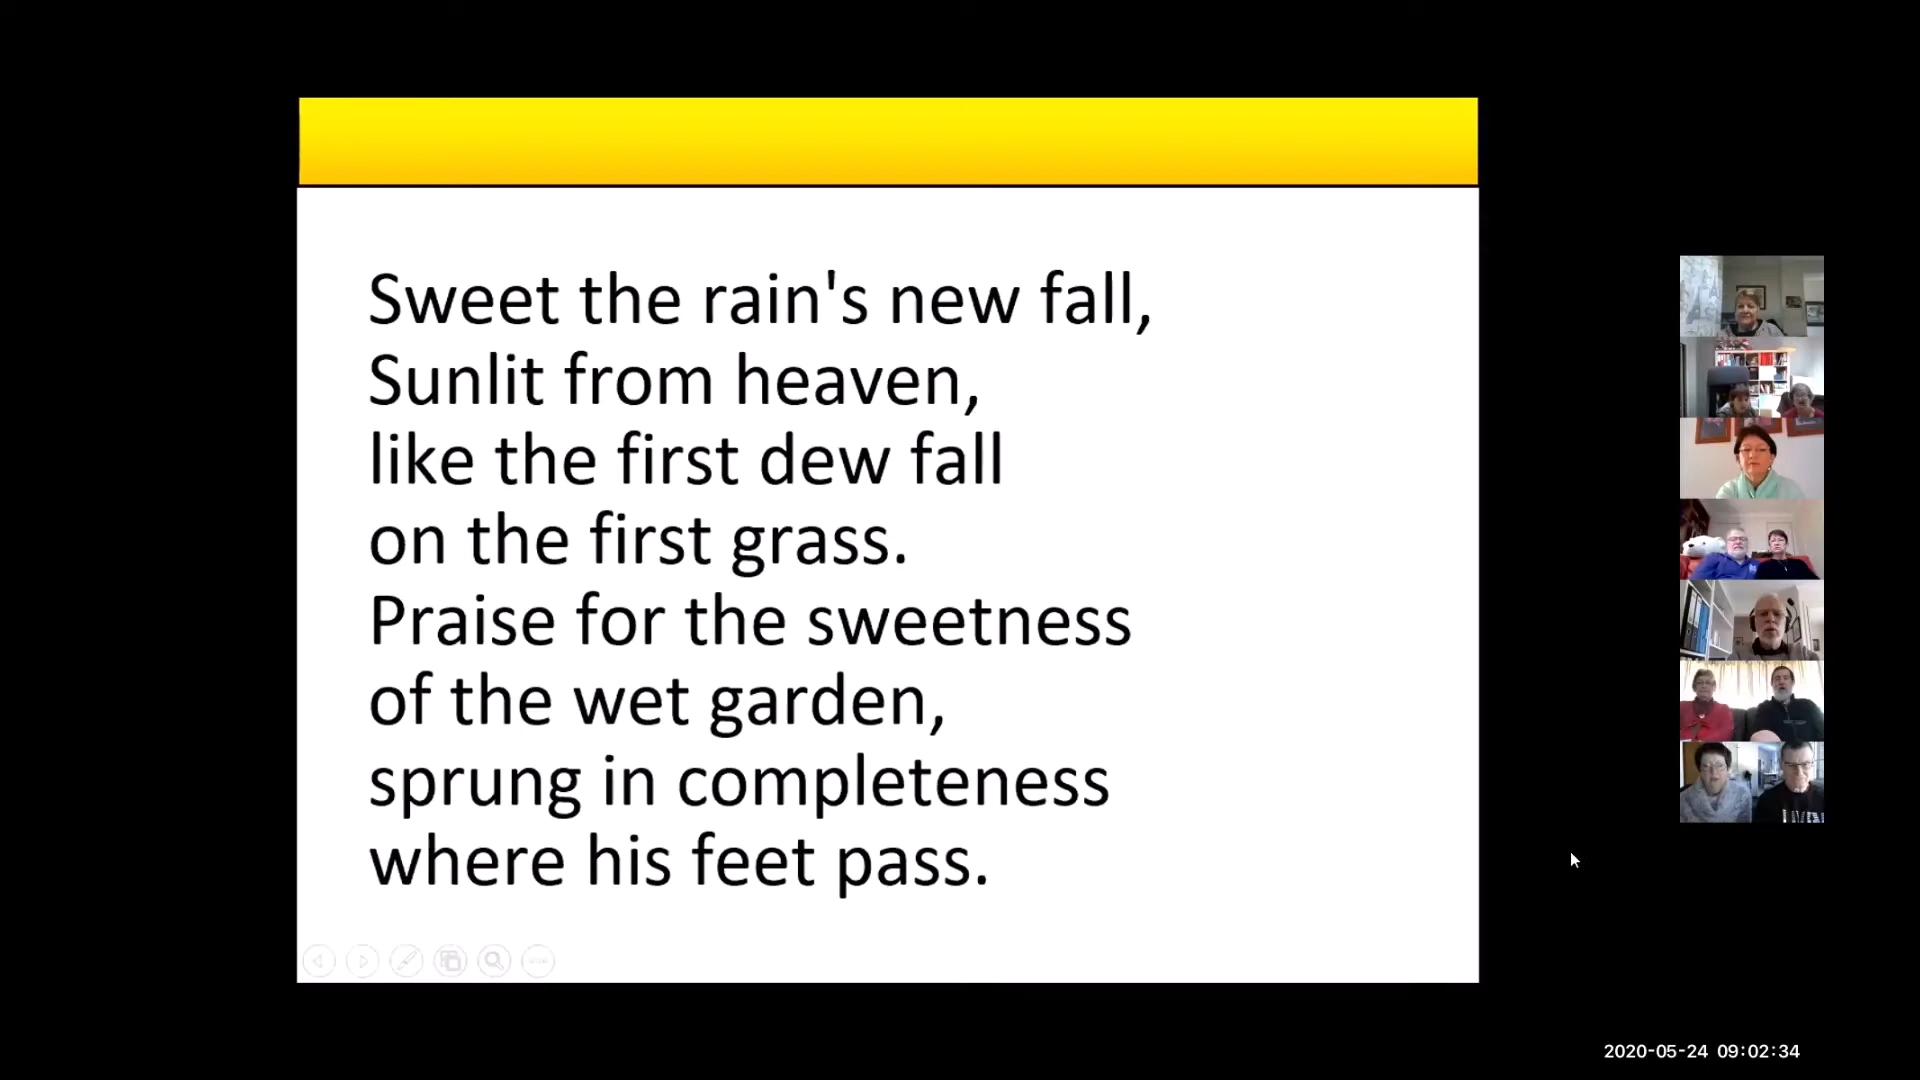 Sweet the rain's new fall,
Sunlit from heaven,
like the first dew fall
on the first grass.
Praise for the sweetness
of the wet garden,
sprung in completeness
where his feet pass.
2020-05-24 09:02:34